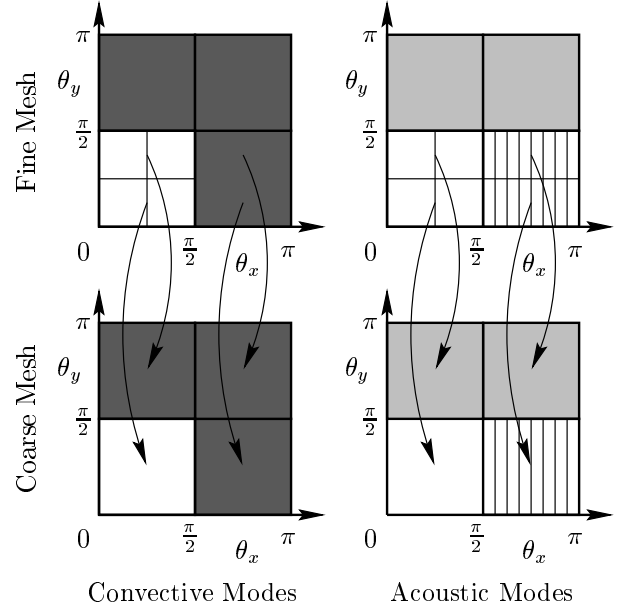 π π
θy θy
π/2 π/2
Fine Mesh
0 π/2 θx π 0 π/2 θx π
π π
θy θy
π/2 π/2
Coarse Mesh
0 π/2 θx π 0 π/2 θx π
Convective Modes Acoustic Modes